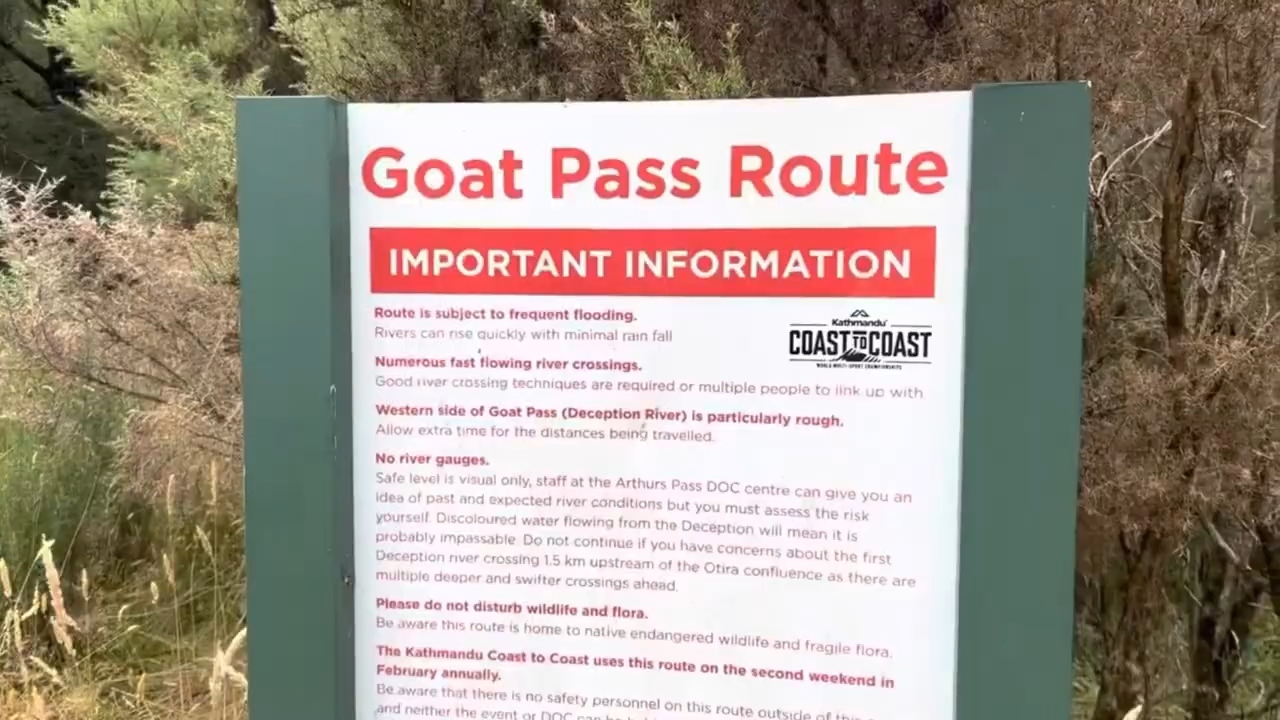 Goat Pass Route
IMPORTANT INFORMATION
Route is subject to frequent flooding.
Rivers can rise quickly with minimal rain fall
Kathmandu
COAST TO COAST
WORLD MULTI-SPORT CHAMPIONSHIPS
Numerous fast flowing river crossings.
Good river crossing techniques are required or multiple people to link up with
Western side of Goat Pass (Deception River) is particularly rough.
Allow extra time for the distances being travelled.
No river gauges.
Safe level is visual only, staff at the Arthurs Pass DOC centre can give you an
idea of past and expected river conditions but you must assess the risk
yourself. Discoloured water flowing from the Deception will mean it is
probably impassable. Do not continue if you have concerns about the first
Deception river crossing 1.5 km upstream of the Otira confluence as there are
multiple deeper and swifter crossings ahead.
Please do not disturb wildlife and flora.
Be aware this route is home to native endangered wildlife and fragile flora.
The Kathmandu Coast to Coast uses this route on the second weekend in
February annually.
Be aware that there is no safety personnel on this route outside of
and neither the event or DOC can be